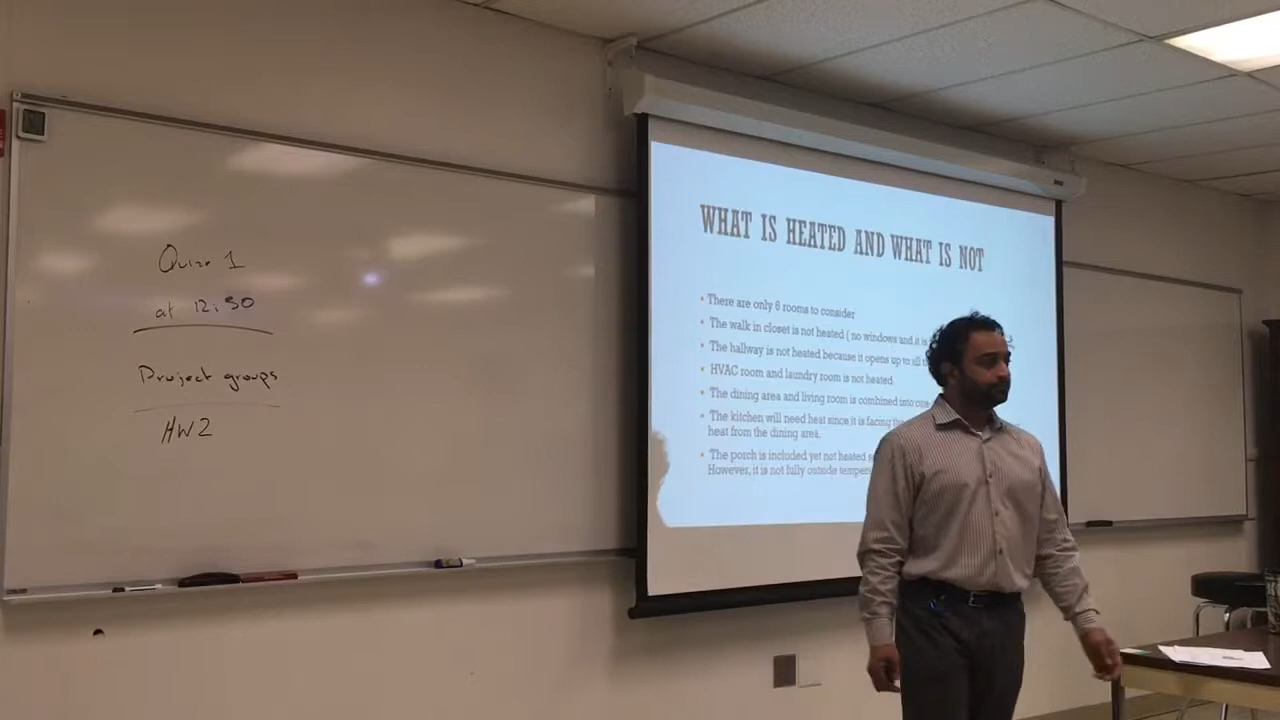 Quize 1
at 12:30
Project groups
HW2
WHAT IS HEATED AND WHAT IS NOT
• There are only 6 rooms to consider
• The walk in closet is not heated ( no windows and it is
• The hallway is not heated because it opens up to all
• HVAC room and laundry room is not heated
• The dining area and living room is combined into one
• The kitchen will need heat since it is facing
heat from the dining area.
• The porch is included yet not heated
However, it is not fully outside